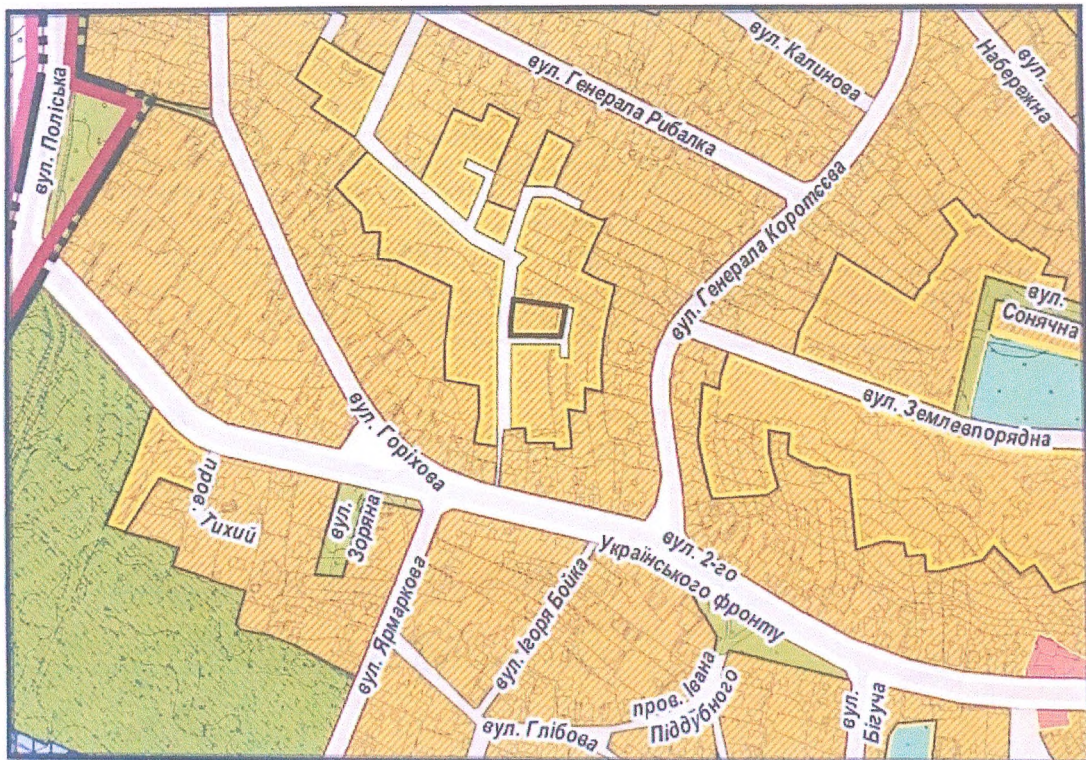 вул. Поліська
вул. Генерала Рибалка
вул. Калинова
вул.
Набережна
вул. Генерала Коротєєва
вул.
Сонячна
вул. Землевпорядна
вул. Горіхова
пров.
Тихий
вул.
Зоряна
вул. Ярмаркова
вул. Ігоря Бойка
вул. 2-го
Українського фронту
пров. Івана
Піддубного
вул. Глібова
вул.
Бігуча